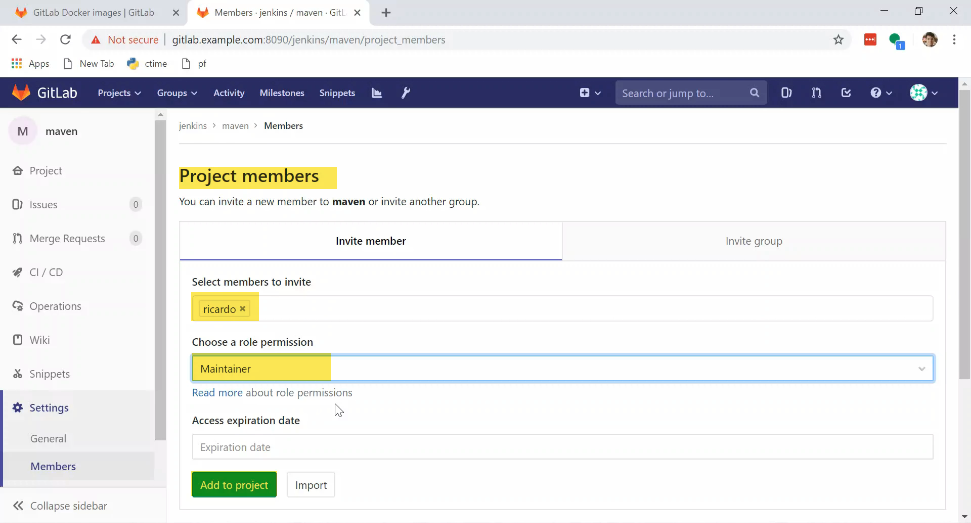 GitLab Docker images | GitLab
Members · jenkins / maven · GitL
Not secure | gitlab.example.com:8090/jenkins/maven/project_members
1
Apps New Tab ctime pf
GitLab Projects Groups Activity Milestones Snippets Search or jump to...
M maven
Project
Issues 0
Merge Requests 0
CI / CD
Operations
Wiki
Snippets
Settings
General
Members
Collapse sidebar
jenkins > maven > Members
Project members
You can invite a new member to maven or invite another group.
Invite member Invite group
Select members to invite
ricardo ×
Choose a role permission
Maintainer
Read more about role permissions
Access expiration date
Expiration date
Add to project Import